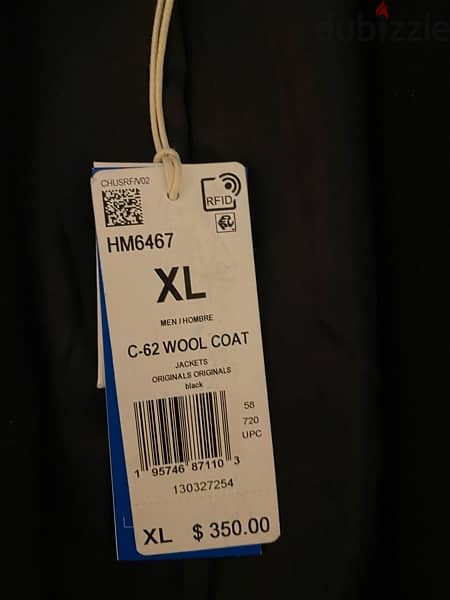 dubizzle
CHUSRF/V02
RFID
HM6467
XL
MEN / HOMBRE
C-62 WOOL COAT
JACKETS
ORIGINALS ORIGINALS
black
58
720
UPC
1 95746 87110 3
130327254
XL $ 350.00